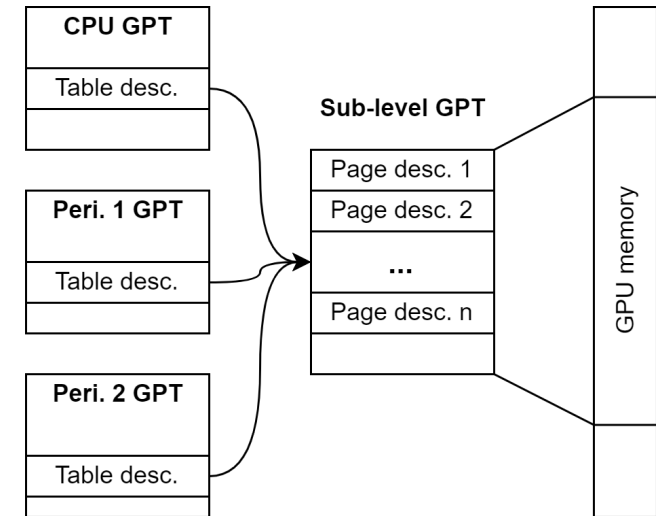 CPU GPT
Table desc.
Peri. 1 GPT
Table desc.
Peri. 2 GPT
Table desc.
Sub-level GPT
Page desc. 1
Page desc. 2
...
Page desc. n
GPU memory